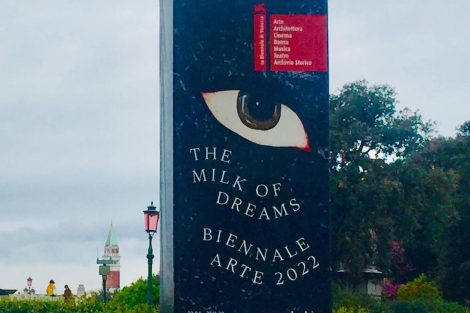 la Biennale di Venezia
Arte
Architettura
Cinema
Danza
Musica
Teatro
Archivio Storico
THE
MILK OF
DREAMS
BIENNALE
ARTE 2022